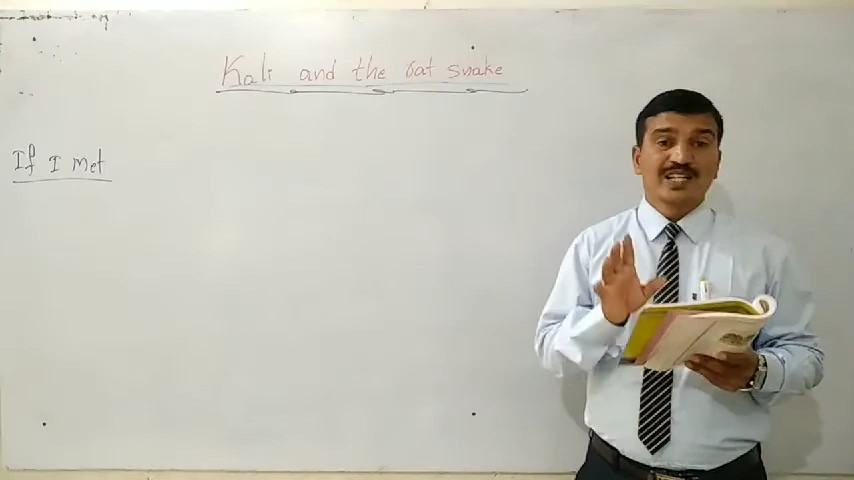 Kali and the rat snake
If I met